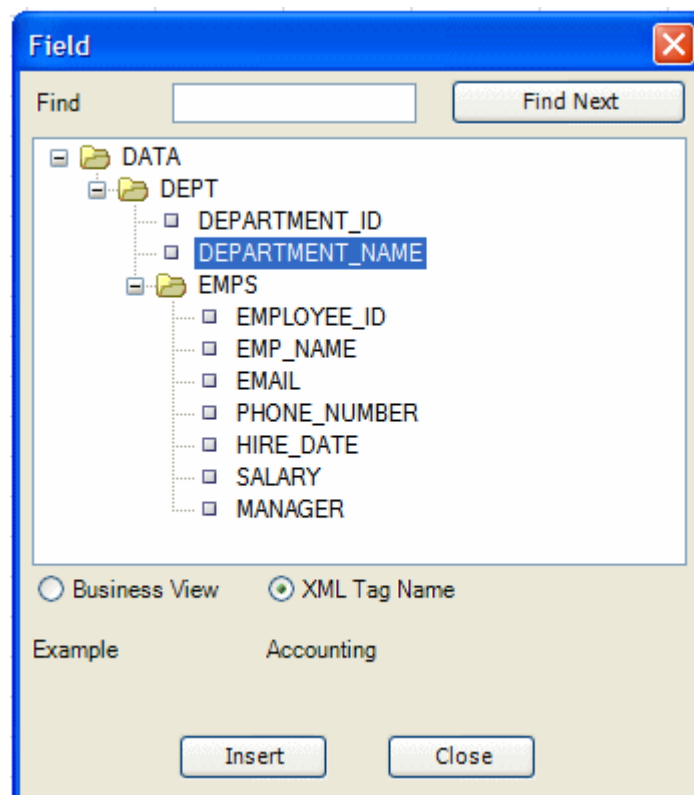 Field
Find Find Next
DATA
DEPT
DEPARTMENT_ID
DEPARTMENT_NAME
EMPS
EMPLOYEE_ID
EMP_NAME
EMAIL
PHONE_NUMBER
HIRE_DATE
SALARY
MANAGER
Business View XML Tag Name
Example Accounting
Insert Close